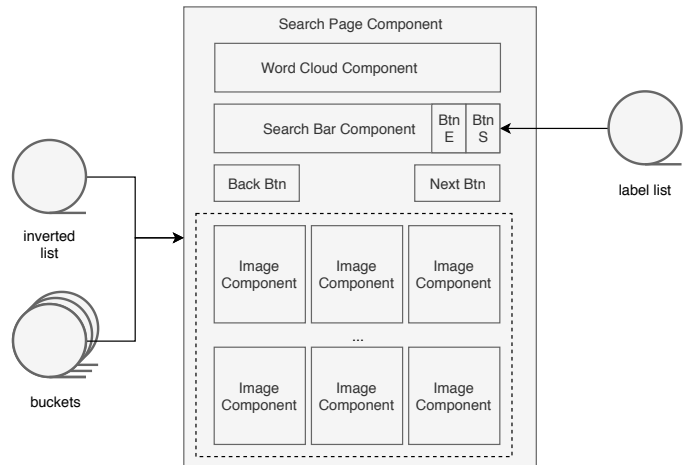 Search Page Component
Word Cloud Component
Search Bar Component
Btn
E
Btn
S
Back Btn
Next Btn
label list
inverted
list
buckets
Image
Component
Image
Component
Image
Component
...
Image
Component
Image
Component
Image
Component